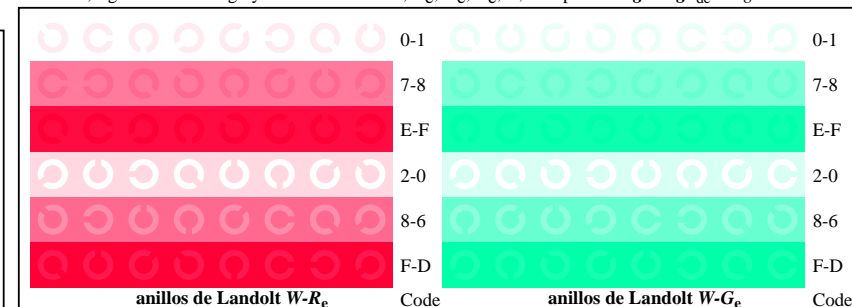 0-1
7-8
E-F
2-0
8-6
F-D
anillos de Landolt W-Re
Code
0-1
7-8
E-F
2-0
8-6
F-D
anillos de Landolt W-Ge
Code